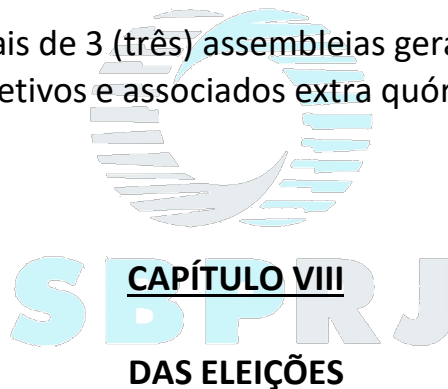 ais de 3 (três) assembleias gera
etivos e associados extra quór
CAPÍTULO VIII
SBPRJ
DAS ELEIÇÕES